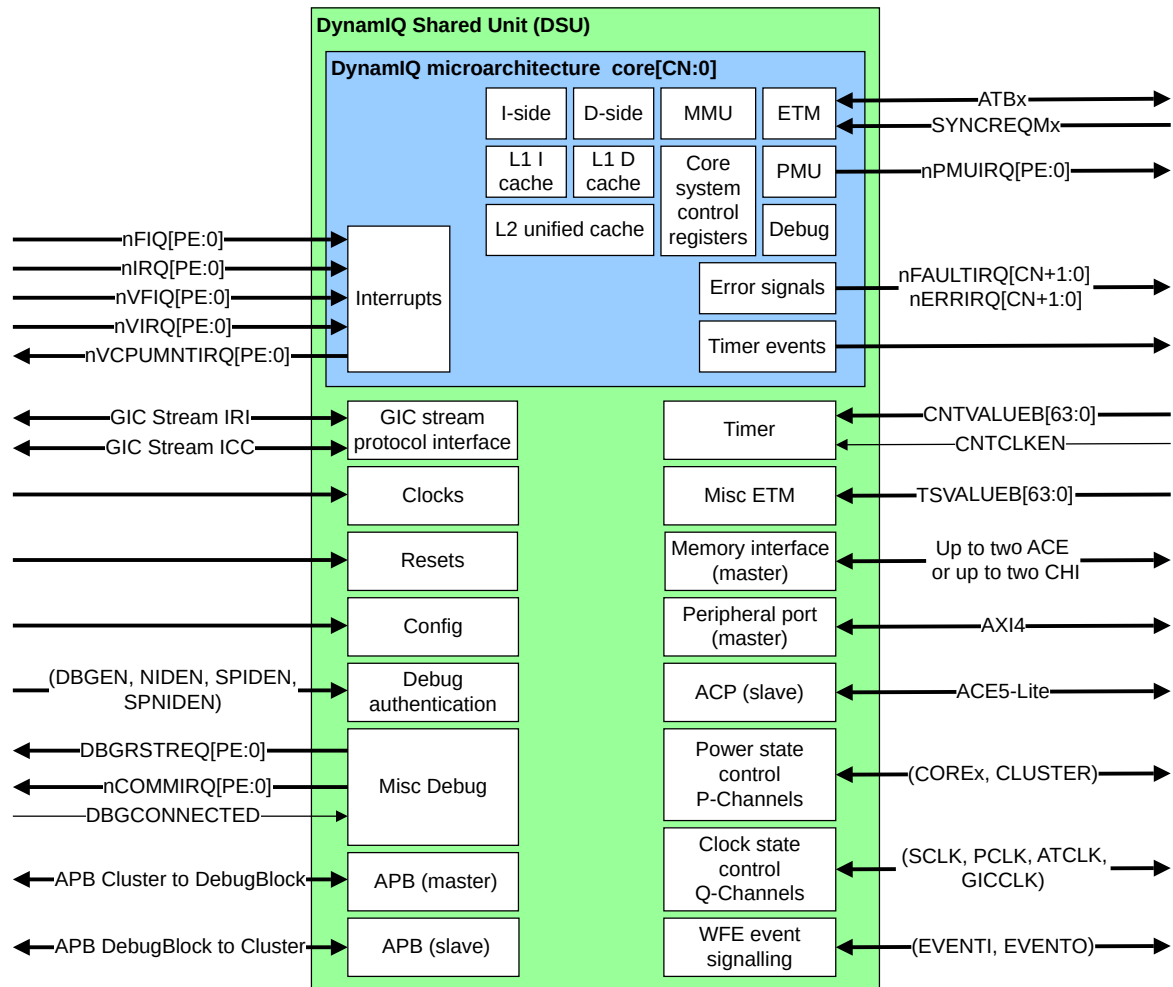 DynamIQ Shared Unit (DSU)
DynamIQ microarchitecture core[CN:0]
I-side
D-side
MMU
ETM
ATBx
SYNCREQMx
L1 I
cache
L1 D
cache
Core
system
control
registers
PMU
nPMUIRQ[PE:0]
L2 unified cache
Debug
nFIQ[PE:0]
nIRQ[PE:0]
nVFIQ[PE:0]
nVIRQ[PE:0]
nVCPUMNTIRQ[PE:0]
Interrupts
Error signals
nFAULTIRQ[CN+1:0]
nERRIRQ[CN+1:0]
Timer events
GIC Stream IRI
GIC Stream ICC
GIC stream
protocol interface
Timer
CNTVALUEB[63:0]
CNTCLKEN
Clocks
Misc ETM
TSVALUEB[63:0]
Resets
Memory interface
(master)
Up to two ACE
or up to two CHI
Config
Peripheral port
(master)
AXI4
(DBGEN, NIDEN, SPIDEN,
SPNIDEN)
Debug
authentication
ACP (slave)
ACE5-Lite
DBGRSTREQ[PE:0]
nCOMMIRQ[PE:0]
DBGCONNECTED
Misc Debug
Power state
control
P-Channels
(COREx, CLUSTER)
APB Cluster to DebugBlock
APB (master)
Clock state
control
Q-Channels
(SCLK, PCLK, ATCLK,
GICCLK)
APB DebugBlock to Cluster
APB (slave)
WFE event
signalling
(EVENTI, EVENTO)